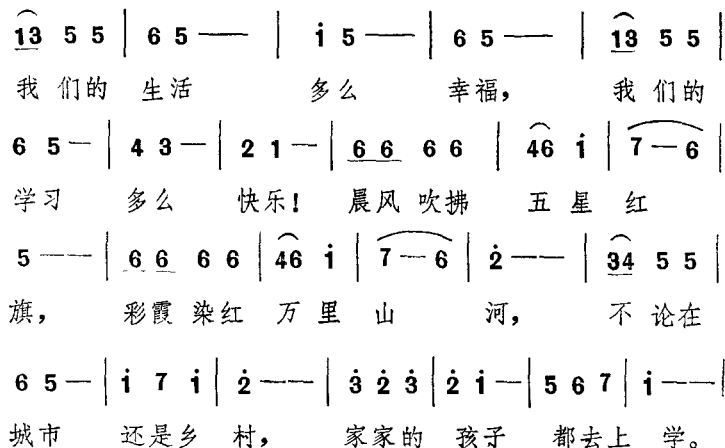 13 5 5 | 6 5 — — | i 5 — — | 6 5 — — | 13 5 5 |
我们的 生活 多么 幸福， 我们的
6 5 — | 4 3 — | 2 1 — | 6 6 6 6 | 46 i | 7 — 6 |
学习 多么 快乐！ 晨风吹拂 五星红
5 — — | 6 6 6 6 | 46 i | 7 — 6 | 2 — — | 34 5 5 |
旗， 彩霞染红 万里山 河， 不论在
6 5 — | i 7 i | 2 — — | 3 2 3 | 2 i — | 5 6 7 | i — — |
城市 还是乡 村， 家家的 孩子 都去上 学。